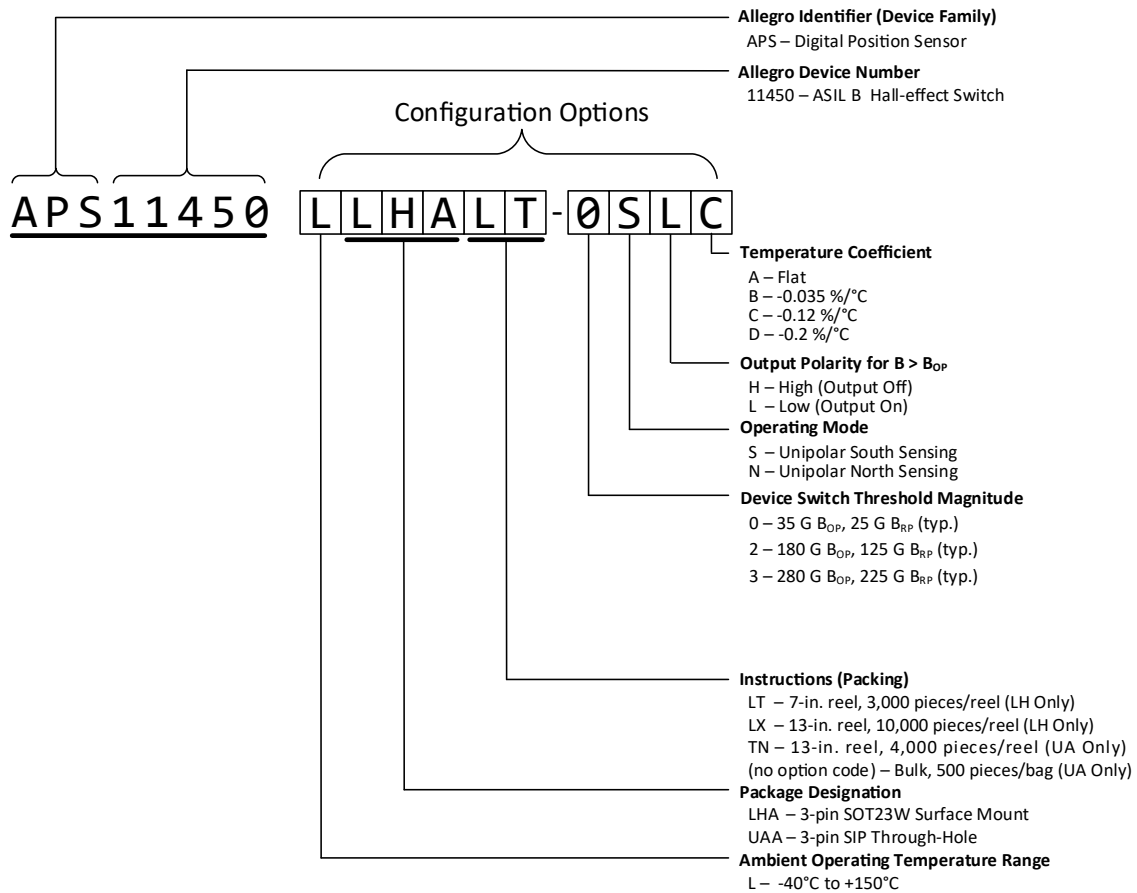 Allegro Identifier (Device Family)
APS – Digital Position Sensor
Allegro Device Number
11450 – ASIL B Hall-effect Switch
Configuration Options
APS11450 LLHALT-0SLC
Temperature Coefficient
A – Flat
B – -0.035 %/°C
C – -0.12 %/°C
D – -0.2 %/°C
Output Polarity for B > BOP
H – High (Output Off)
L – Low (Output On)
Operating Mode
S – Unipolar South Sensing
N – Unipolar North Sensing
Device Switch Threshold Magnitude
0 – 35 G BOP, 25 G BRP (typ.)
2 – 180 G BOP, 125 G BRP (typ.)
3 – 280 G BOP, 225 G BRP (typ.)
Instructions (Packing)
LT – 7-in. reel, 3,000 pieces/reel (LH Only)
LX – 13-in. reel, 10,000 pieces/reel (LH Only)
TN – 13-in. reel, 4,000 pieces/reel (UA Only)
(no option code) – Bulk, 500 pieces/bag (UA Only)
Package Designation
LHA – 3-pin SOT23W Surface Mount
UAA – 3-pin SIP Through-Hole
Ambient Operating Temperature Range
L – -40°C to +150°C